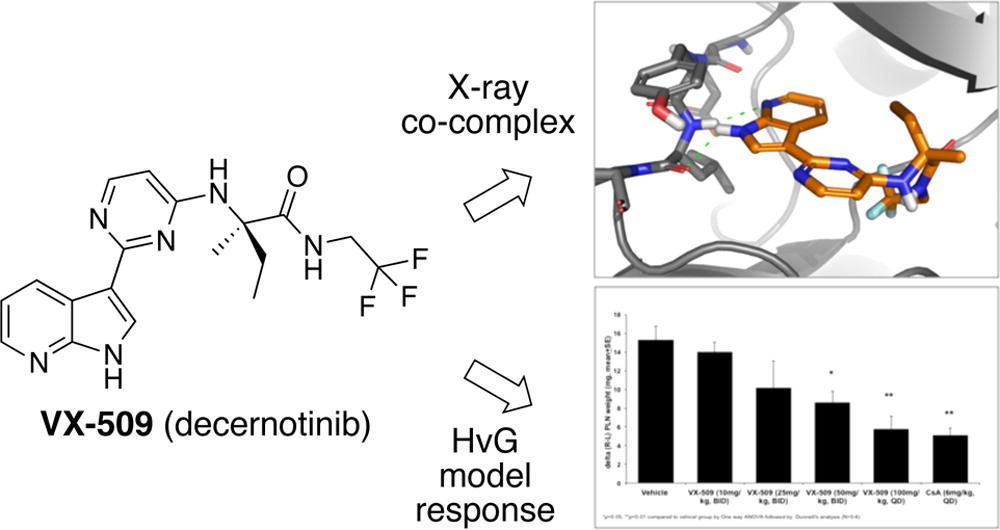 X-ray
co-complex
HN
O
N
N
N
H
F
F
F
N
N
H
VX-509 (decernotinib)
HvG
model
response
delta (R-L) PLN weight (mg, mean+SE)
18
16
14
12
10
8
6
4
2
0
*
**
**
Vehicle
VX-509 (10mg/
kg, BID)
VX-509 (25mg/
kg, BID)
VX-509 (50mg/
kg, BID)
VX-509 (100mg/
kg, QD)
CsA (6mg/kg,
QD)
*p<0.05, **p<0.01 compared to vehical group by One way ANOVA followed by Dunnett's analysis (N=5-6)